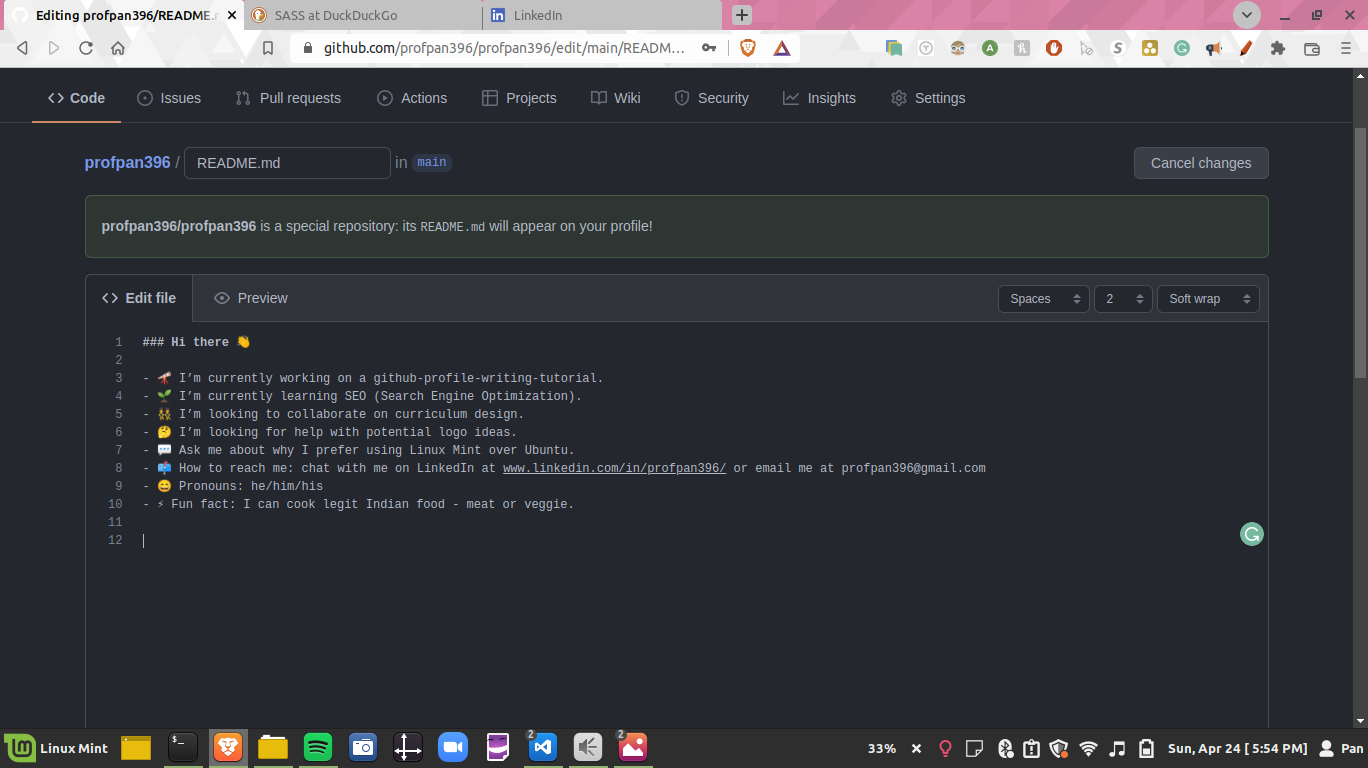 Editing profpan396/README.r
SASS at DuckDuckGo
LinkedIn
github.com/profpan396/profpan396/edit/main/READM…
Code
Issues
Pull requests
Actions
Projects
Wiki
Security
Insights
Settings
profpan396 / README.md in main
Cancel changes
profpan396/profpan396 is a special repository: its README.md will appear on your profile!
Edit file
Preview
Spaces
2
Soft wrap
1 ### Hi there 👋
2
3 - 🔭 I’m currently working on a github-profile-writing-tutorial.
4 - 🌱 I’m currently learning SEO (Search Engine Optimization).
5 - 👯 I’m looking to collaborate on curriculum design.
6 - 🤔 I’m looking for help with potential logo ideas.
7 - 💬 Ask me about why I prefer using Linux Mint over Ubuntu.
8 - 📫 How to reach me: chat with me on LinkedIn at www.linkedin.com/in/profpan396/ or email me at profpan396@gmail.com
9 - 😄 Pronouns: he/him/his
10 - ⚡ Fun fact: I can cook legit Indian food - meat or veggie.
11
12
Linux Mint
2
2
33%
Sun, Apr 24 [ 5:54 PM]
Pan